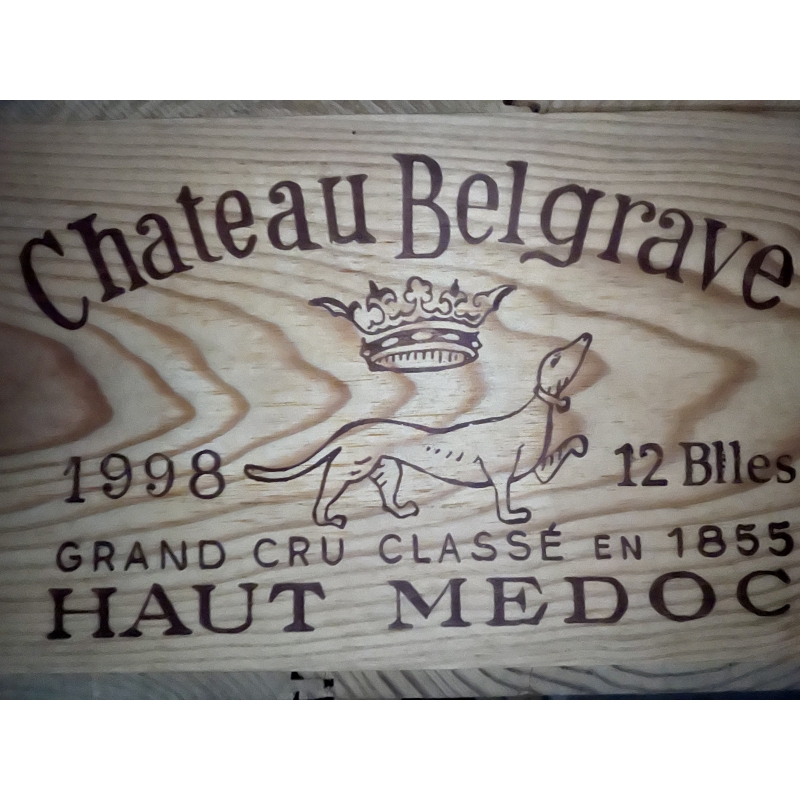 Chateau Belgrave
1998 12 Blles
GRAND CRU CLASSÉ EN 1855
HAUT MEDOC